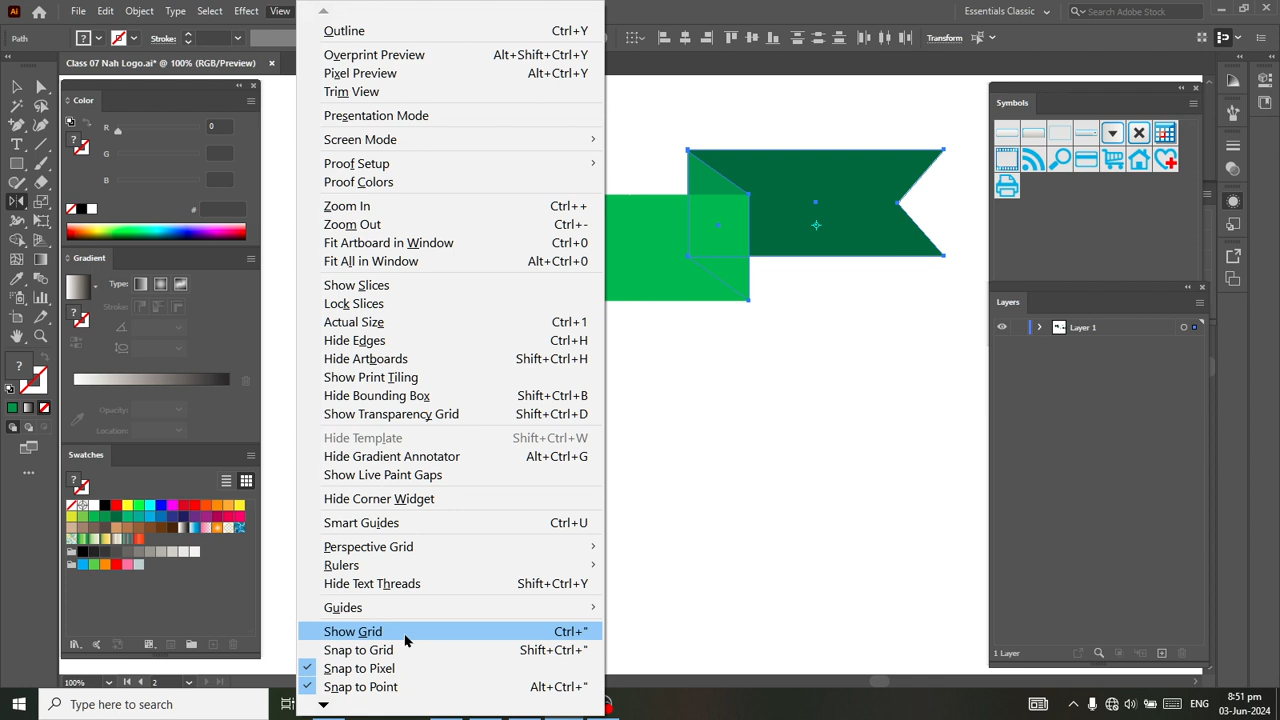 Ai File Edit Object Type Select Effect View
Essentials Classic
Search Adobe Stock
Path
Stroke:
Transform
Class 07 Nah Logo.ai* @ 100% (RGB/Preview)
Color
R 0
G
B
#
Gradient
Type:
Stroke:
Opacity:
Location:
Swatches
Outline Ctrl+Y
Overprint Preview Alt+Shift+Ctrl+Y
Pixel Preview Alt+Ctrl+Y
Trim View
Presentation Mode
Screen Mode
Proof Setup
Proof Colors
Zoom In Ctrl++
Zoom Out Ctrl+-
Fit Artboard in Window Ctrl+0
Fit All in Window Alt+Ctrl+0
Show Slices
Lock Slices
Actual Size Ctrl+1
Hide Edges Ctrl+H
Hide Artboards Shift+Ctrl+H
Show Print Tiling
Hide Bounding Box Shift+Ctrl+B
Show Transparency Grid Shift+Ctrl+D
Hide Template Shift+Ctrl+W
Hide Gradient Annotator Alt+Ctrl+G
Show Live Paint Gaps
Hide Corner Widget
Smart Guides Ctrl+U
Perspective Grid
Rulers
Hide Text Threads Shift+Ctrl+Y
Guides
Show Grid Ctrl+"
Snap to Grid Shift+Ctrl+"
Snap to Pixel
Snap to Point Alt+Ctrl+"
Symbols
Layers
Layer 1
1 Layer
100% 2
Type here to search
ENG
8:51 pm
03-Jun-2024